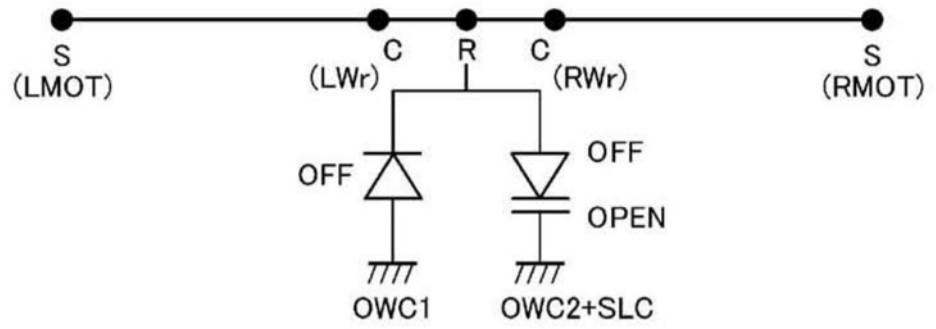 S
(LMOT)
C
(LWr)
R
C
(RWr)
S
(RMOT)
OFF
OFF
OPEN
OWC1
OWC2+SLC